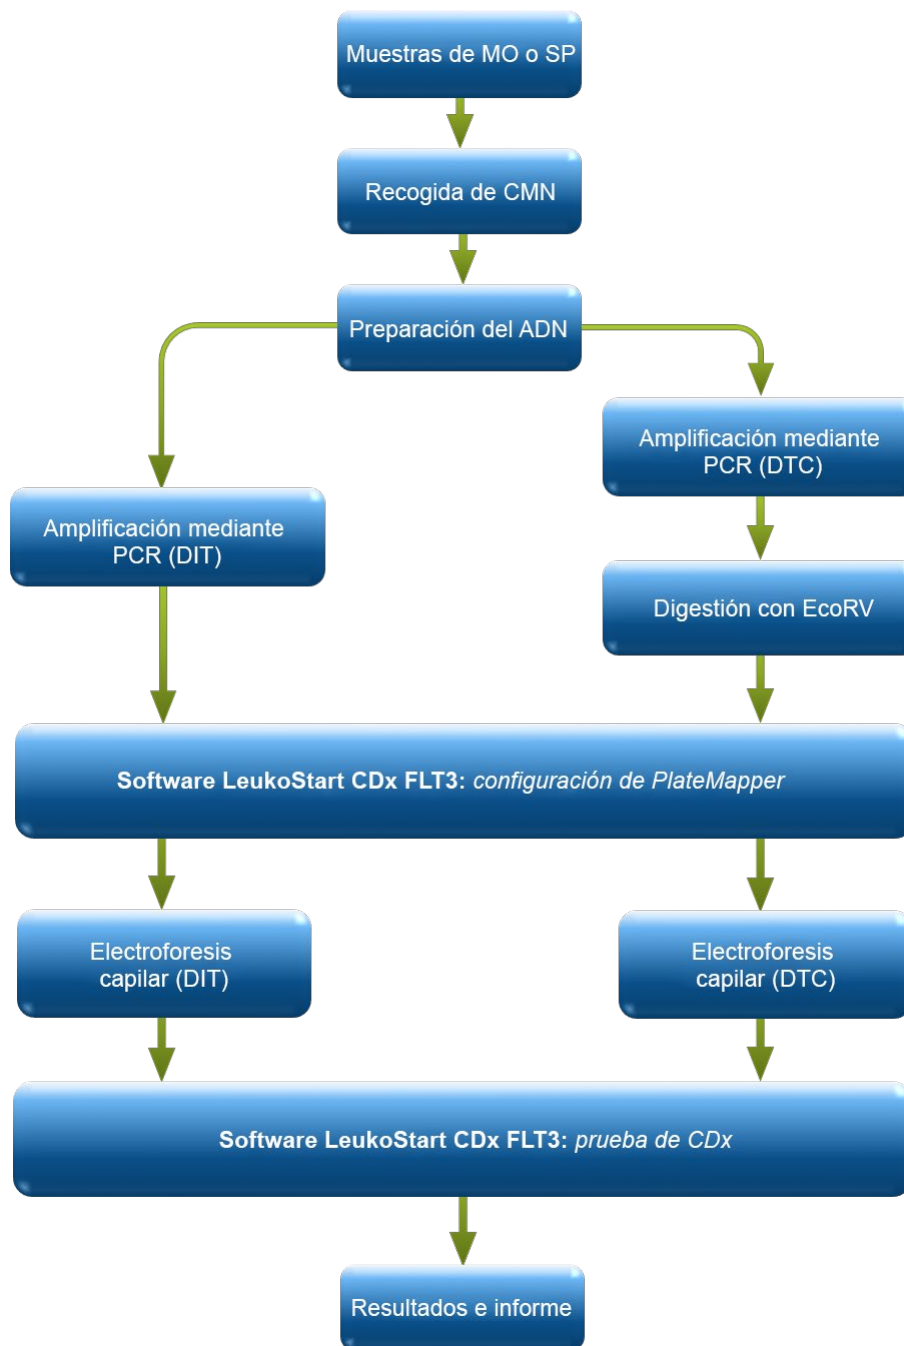 Muestras de MO o SP
Recogida de CMN
Preparación del ADN
Amplificación mediante
PCR (DTC)
Amplificación mediante
PCR (DIT)
Digestión con EcoRV
Software LeukoStart CDx FLT3: configuración de PlateMapper
Electroforesis
capilar (DIT)
Electroforesis
capilar (DTC)
Software LeukoStart CDx FLT3: prueba de CDx
Resultados e informe